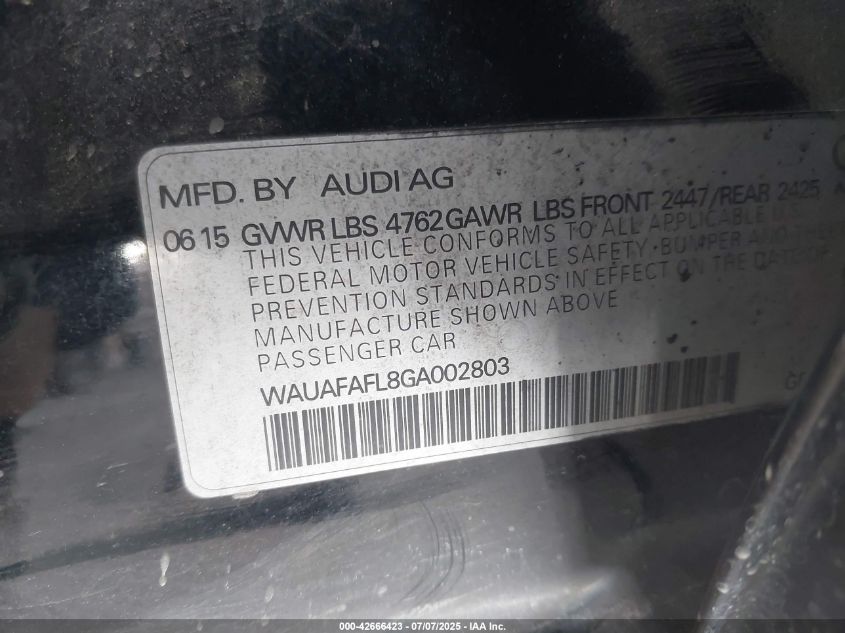 MFD. BY AUDI AG
06 15 GVWR LBS 4762 GAWR LBS FRONT 2447/REAR 2425
THIS VEHICLE CONFORMS TO ALL APPLICABLE
FEDERAL MOTOR VEHICLE SAFETY, BUMPER AND THE
PREVENTION STANDARDS IN EFFECT ON THE DATE OF
MANUFACTURE SHOWN ABOVE
PASSENGER CAR
WAUAFAFL8GA002803
000-42666423 - 07/07/2025 - IAA Inc.